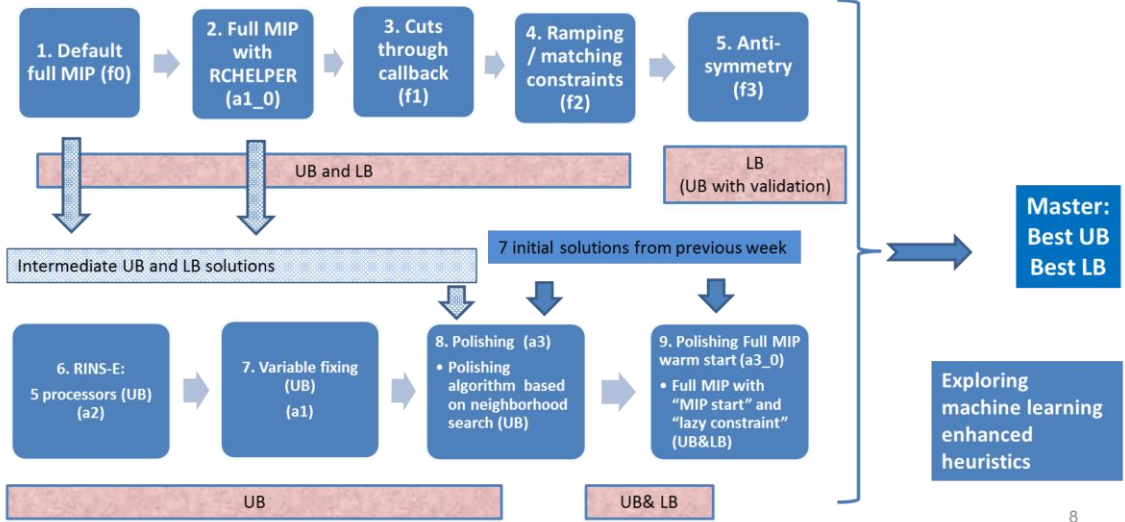 1. Default
full MIP (f0)
2. Full MIP
with
RCHELPER
(a1_0)
3. Cuts
through
callback
(f1)
4. Ramping
/ matching
constraints
(f2)
5. Anti-
symmetry
(f3)
UB and LB
LB
(UB with validation)
Master:
Best UB
Best LB
7 initial solutions from previous week
Intermediate UB and LB solutions
6. RINS-E:
5 processors (UB)
(a2)
7. Variable fixing
(UB)
(a1)
8. Polishing (a3)
• Polishing
algorithm based
on neighborhood
search (UB)
9. Polishing Full MIP
warm start (a3_0)
• Full MIP with
“MIP start” and
“lazy constraint”
(UB&LB)
Exploring
machine learning
enhanced
heuristics
UB
UB& LB
8